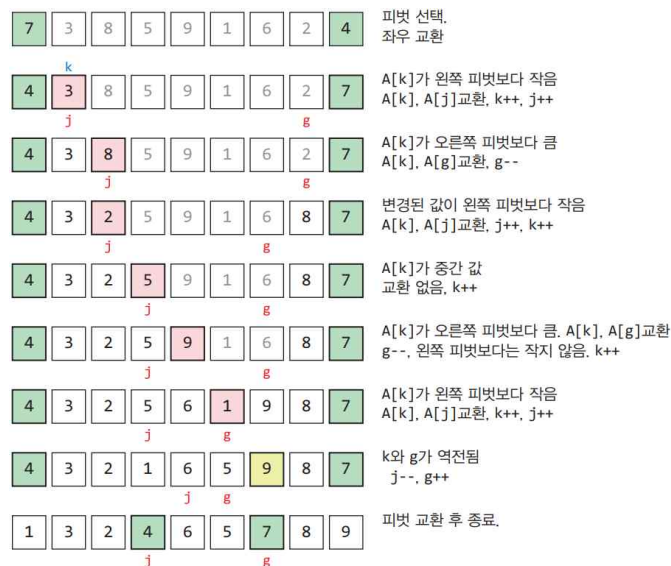 7 3 8 5 9 1 6 2 4 피벗 선택.
좌우 교환
k
4 3 8 5 9 1 6 2 7 A[k]가 왼쪽 피벗보다 작음
A[k], A[j]교환, k++, j++
j g
4 3 8 5 9 1 6 2 7 A[k]가 오른쪽 피벗보다 큼
A[k], A[g]교환, g--
j g
4 3 2 5 9 1 6 8 7 변경된 값이 왼쪽 피벗보다 작음
A[k], A[j]교환, j++, k++
j g
4 3 2 5 9 1 6 8 7 A[k]가 중간 값
교환 없음, k++
j g
4 3 2 5 9 1 6 8 7 A[k]가 오른쪽 피벗보다 큼. A[k], A[g]교환
g--, 왼쪽 피벗보다는 작지 않음. k++
j g
4 3 2 5 6 1 9 8 7 A[k]가 왼쪽 피벗보다 작음
A[k], A[j]교환, k++, j++
j g
4 3 2 1 6 5 9 8 7 k와 g가 역전됨
j--, g++
j g
1 3 2 4 6 5 7 8 9 피벗 교환 후 종료.
j g